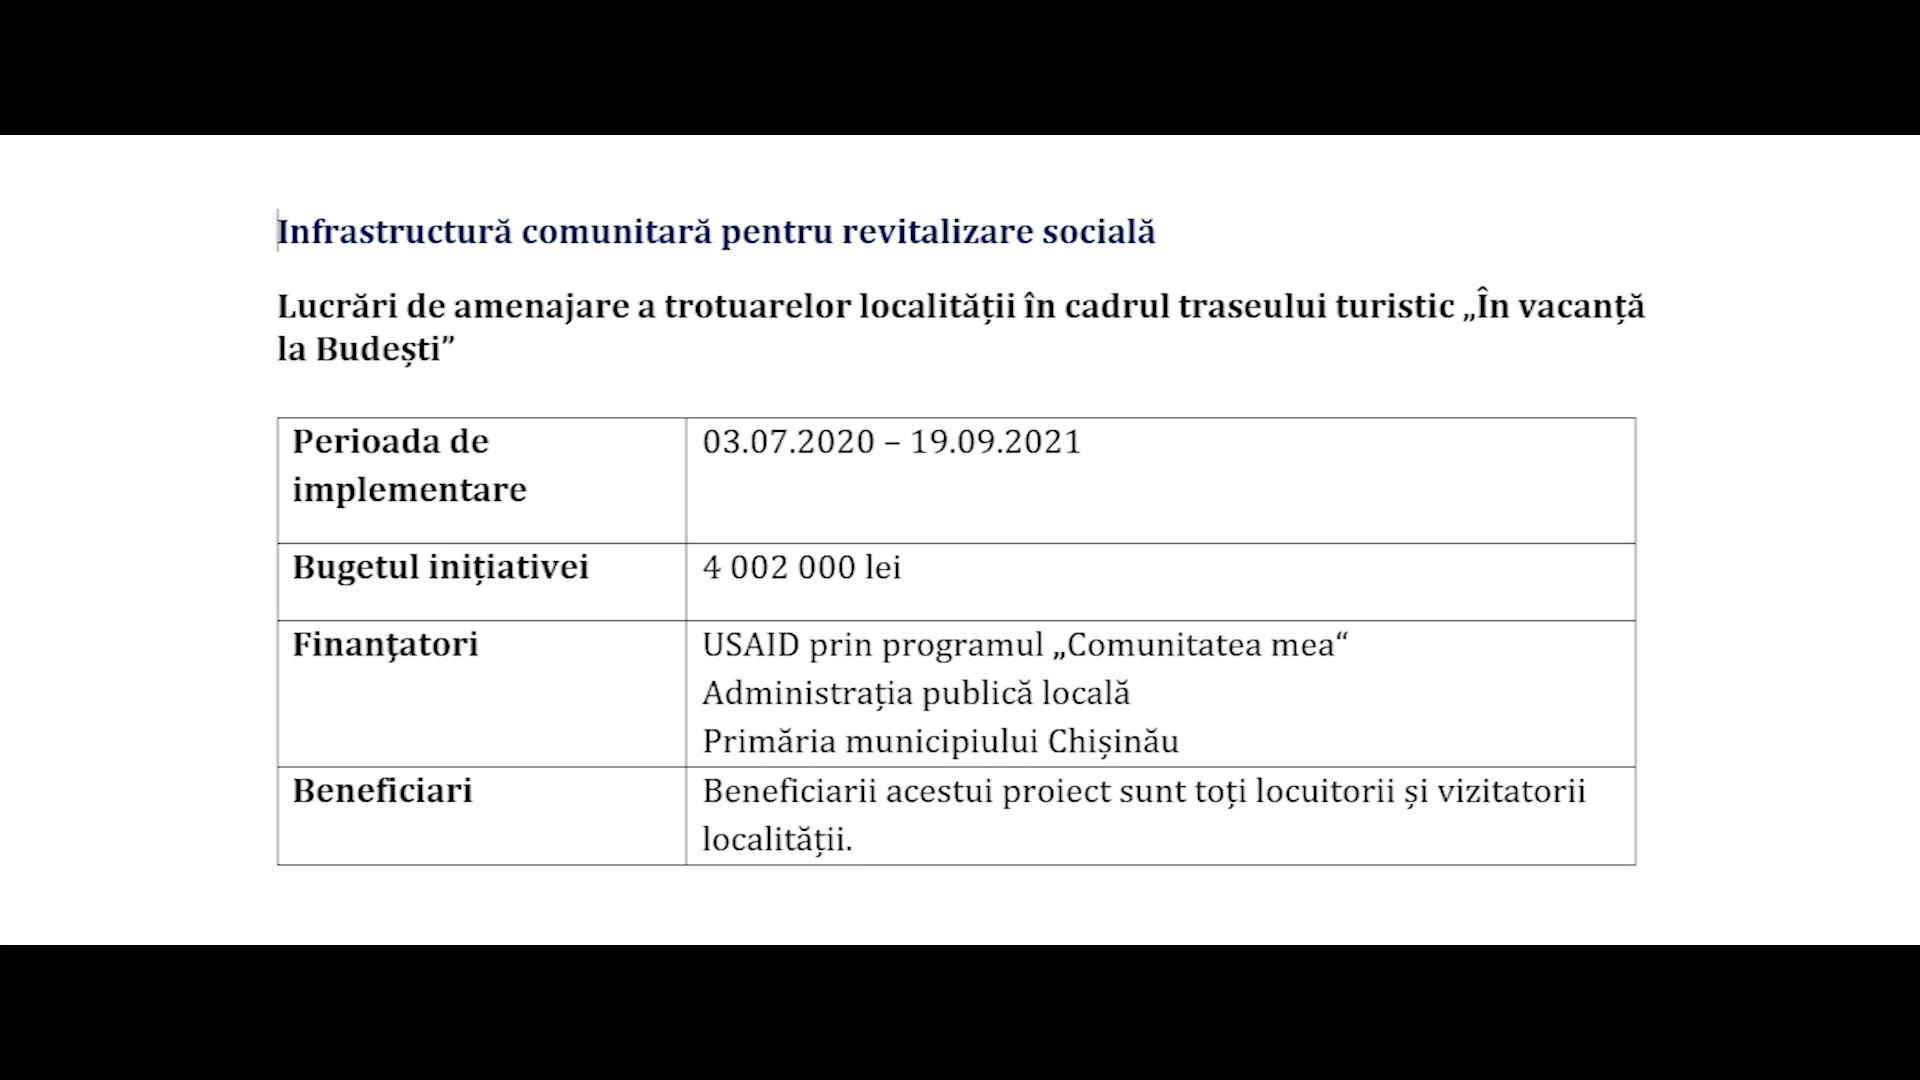 Infrastructură comunitară pentru revitalizare socială
Lucrări de amenajare a trotuarelor localității în cadrul traseului turistic „În vacanță
la Budești”
Perioada de
implementare
03.07.2020 – 19.09.2021
Bugetul inițiativei
4 002 000 lei
Finanțatori
USAID prin programul „Comunitatea mea“
Administrația publică locală
Primăria municipiului Chișinău
Beneficiari
Beneficiarii acestui proiect sunt toți locuitorii și vizitatorii
localității.